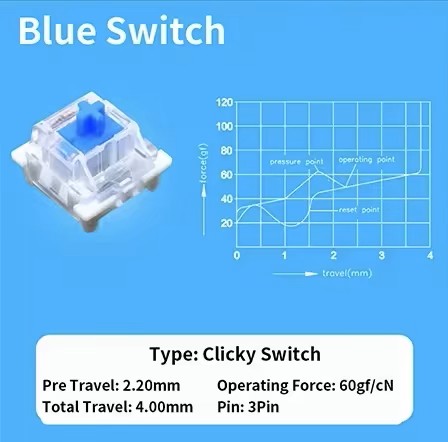 Blue Switch
120
100
80
60
40
20
0
1
2
3
4
force(gf)
travel(mm)
pressure point
operating point
reset point
Type: Clicky Switch
Pre Travel: 2.20mm
Operating Force: 60gf/cN
Total Travel: 4.00mm
Pin: 3Pin